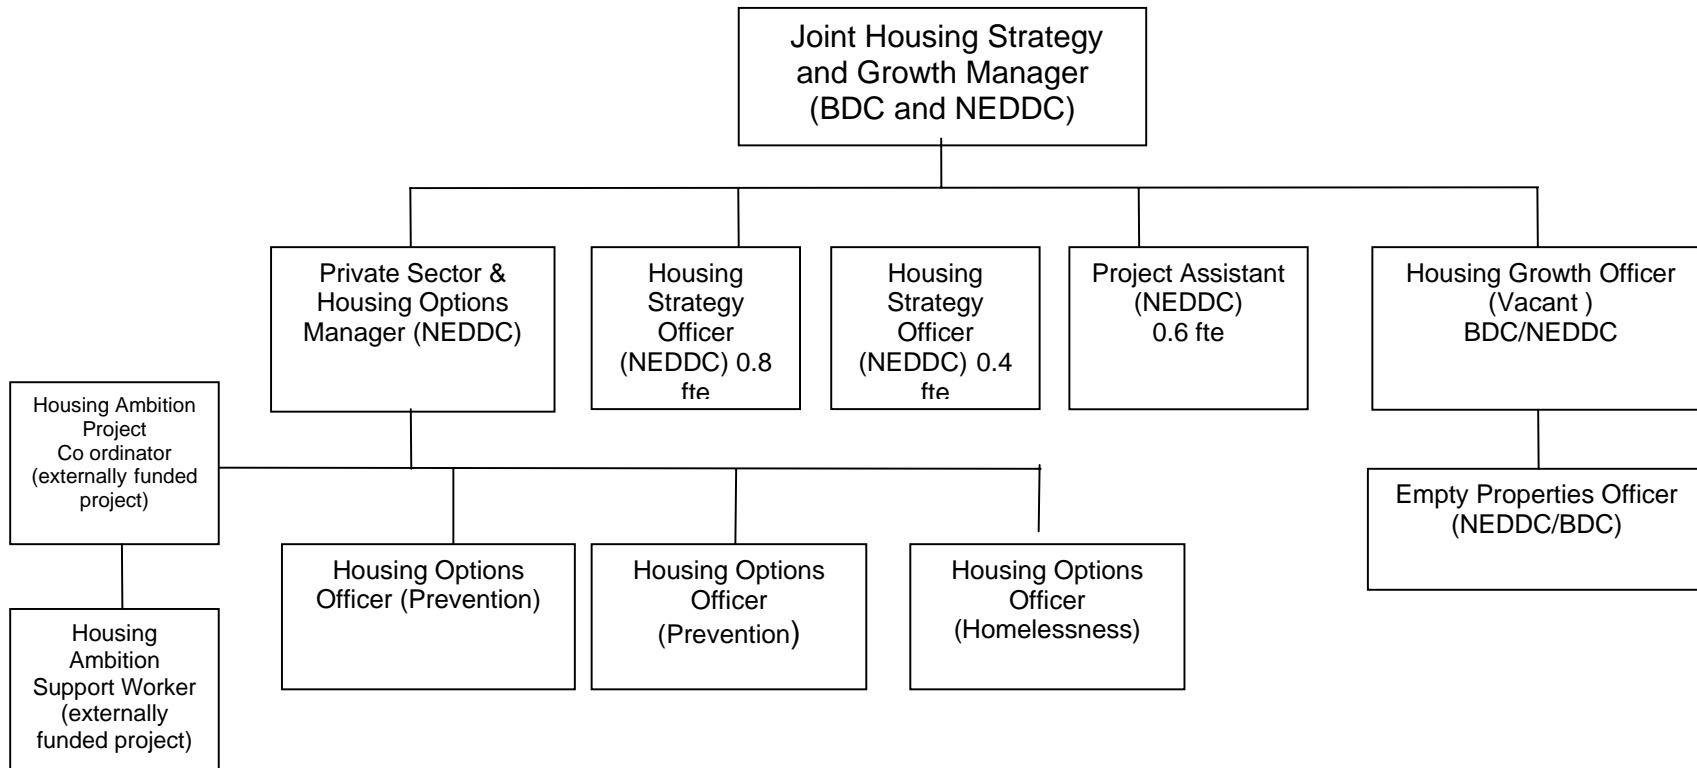 Joint Housing Strategy
and Growth Manager
(BDC and NEDDC)
Private Sector &
Housing Options
Manager (NEDDC)
Housing
Strategy
Officer
(NEDDC) 0.8
fte
Housing
Strategy
Officer
(NEDDC) 0.4
fte
Project Assistant
(NEDDC)
0.6 fte
Housing Growth Officer
(Vacant )
BDC/NEDDC
Housing Ambition
Project
Co ordinator
(externally funded
project)
Empty Properties Officer
(NEDDC/BDC)
Housing Options
Officer (Prevention)
Housing Options
Officer
(Prevention)
Housing Options
Officer
(Homelessness)
Housing
Ambition
Support Worker
(externally
funded project)